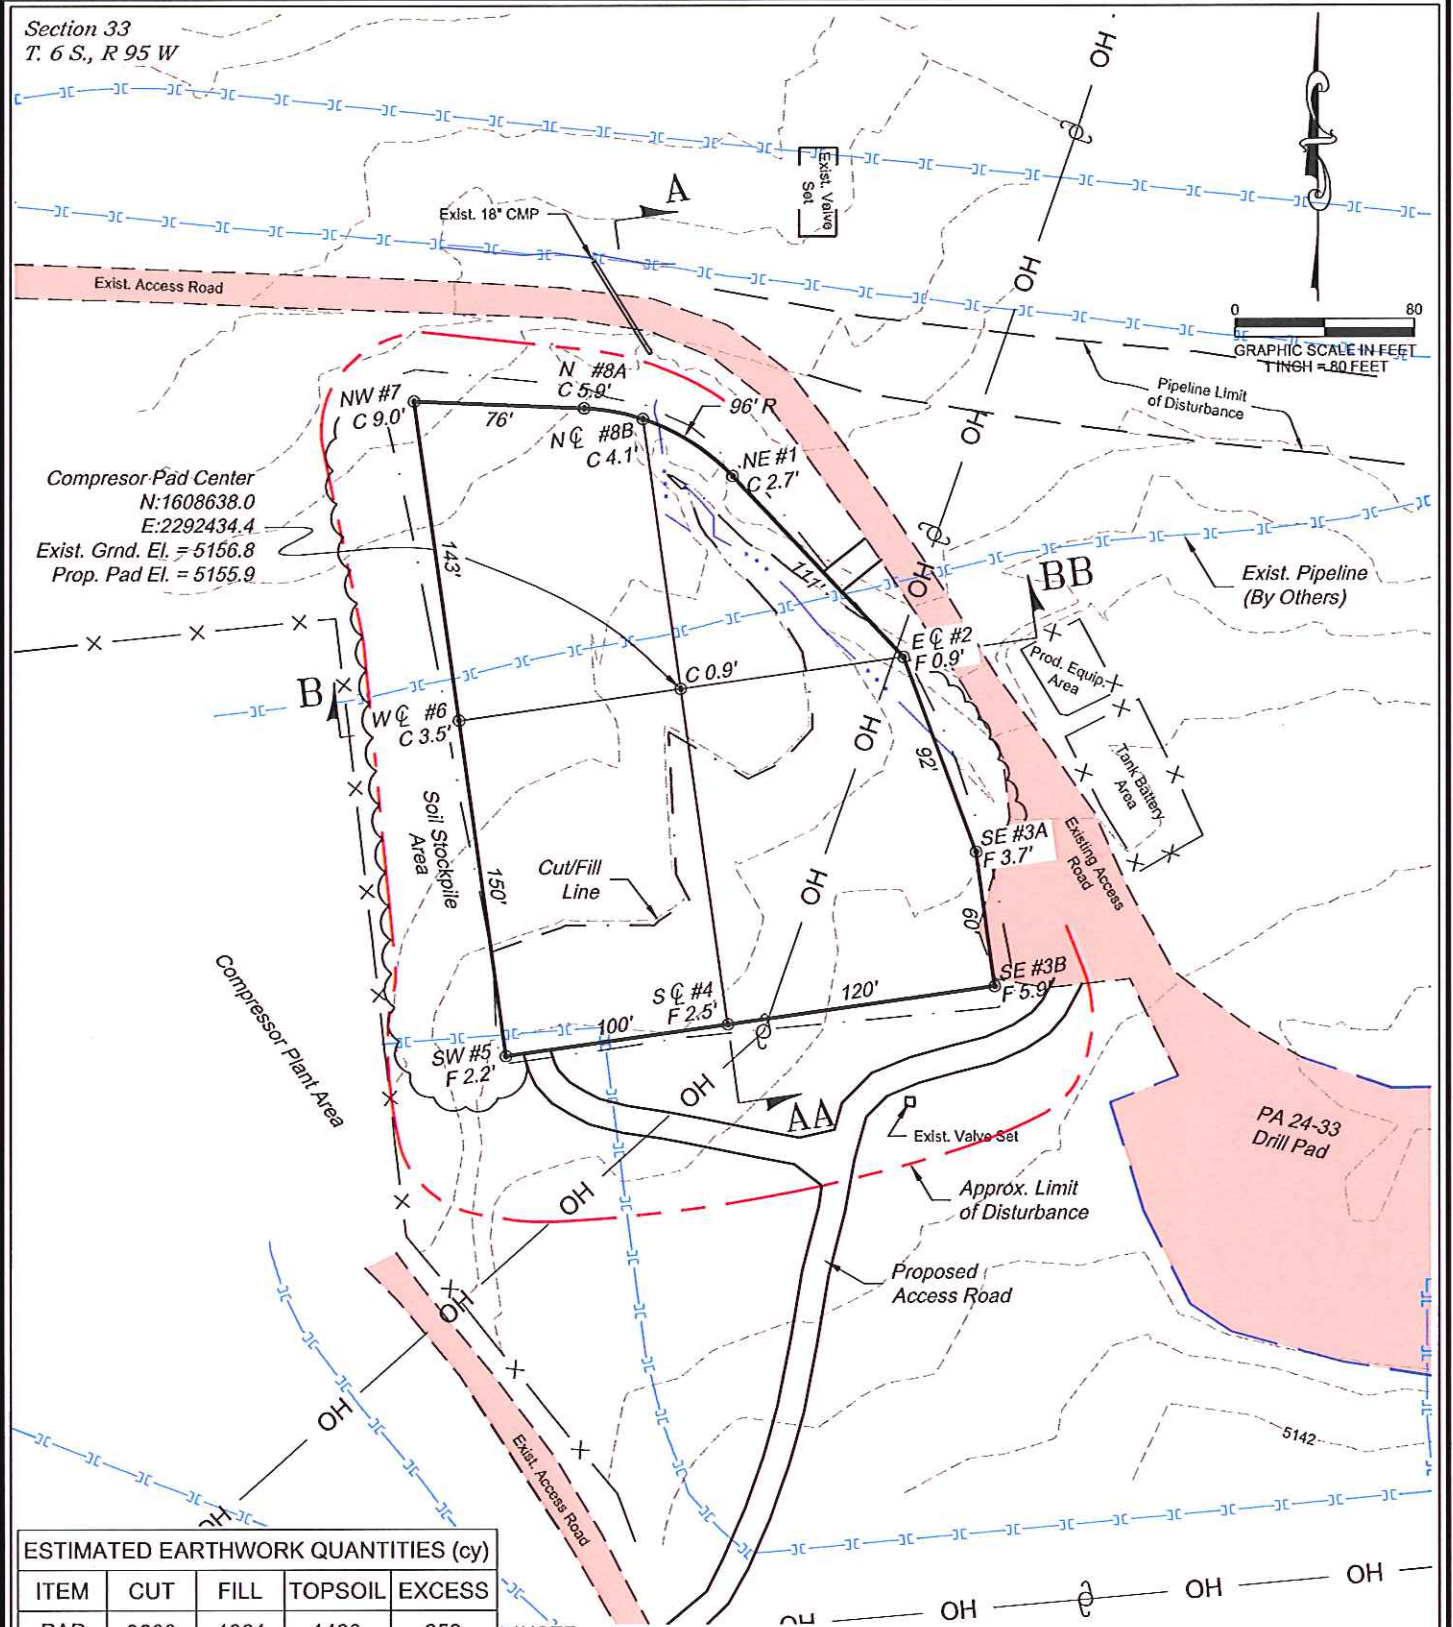 Section 33
T. 6 S., R 95 W
OH
Exist. Valve
Set
A
Exist. 18" CMP
Exist. Access Road
OH
0 80
GRAPHIC SCALE IN FEET
1 INCH = 80 FEET
Pipeline Limit
of Disturbance
N #8A
C 5.9'
NW #7
C 9.0'
76'
96' R
N ℄ #8B
C 4.1'
OH
NE #1
C 2.7'
Compresor Pad Center
N:1608638.0
E:2292434.4
Exist. Grnd. El. = 5156.8
Prop. Pad El. = 5155.9
143'
111'
OH
BB
Exist. Pipeline
(By Others)
E ℄ #2
F 0.9'
Prod. Equip.
Area
B
C 0.9'
W ℄ #6
C 3.5'
OH
92'
Tank Battery
Area
Soil Stockpile
Area
Existing Access
Road
SE #3A
F 3.7'
Cut/Fill
Line
150'
OH
60'
Compressor Plant Area
SE #3B
F 5.9'
S ℄ #4
F 2.5'
120'
100'
SW #5
F 2.2'
OH
AA
Exist. Valve Set
PA 24-33
Drill Pad
OH
Approx. Limit
of Disturbance
Proposed
Access Road
OH
OH
5142
Exist. Access Road
OH
ESTIMATED EARTHWORK QUANTITIES (cy)
ITEM CUT FILL TOPSOIL EXCESS
OH
OH
OH
OH
PAD